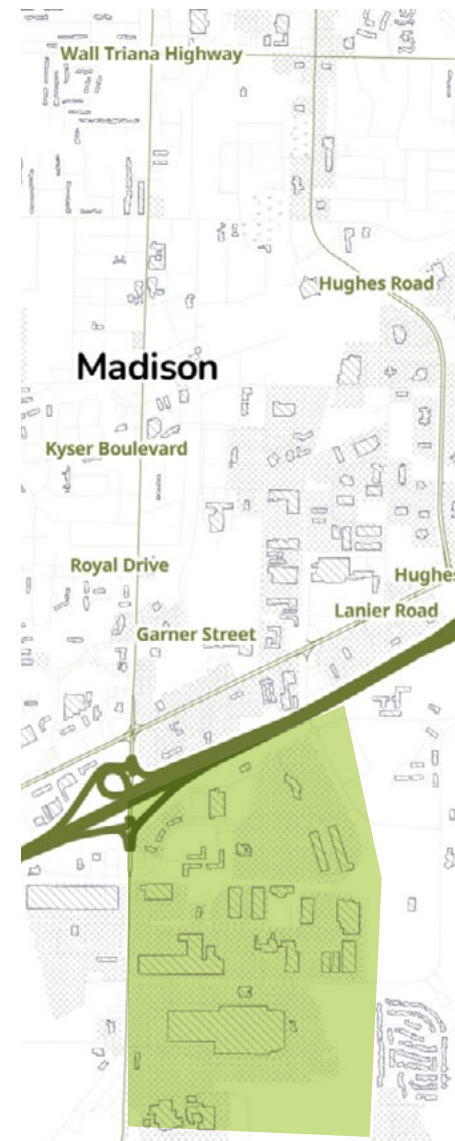 Wall Triana Highway
Hughes Road
Madison
Kyser Boulevard
Royal Drive
Hughes
Lanier Road
Garner Street